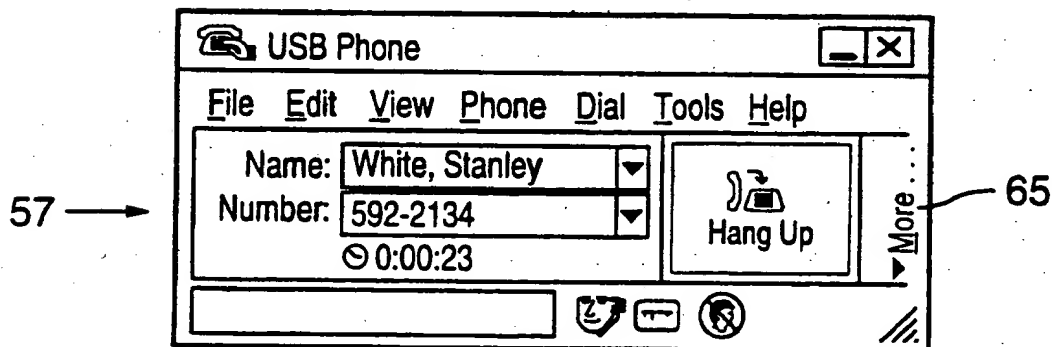 USB Phone
File Edit View Phone Dial Tools Help
Name: White, Stanley
Number: 592-2134
0:00:23
Hang Up
More....
57
65